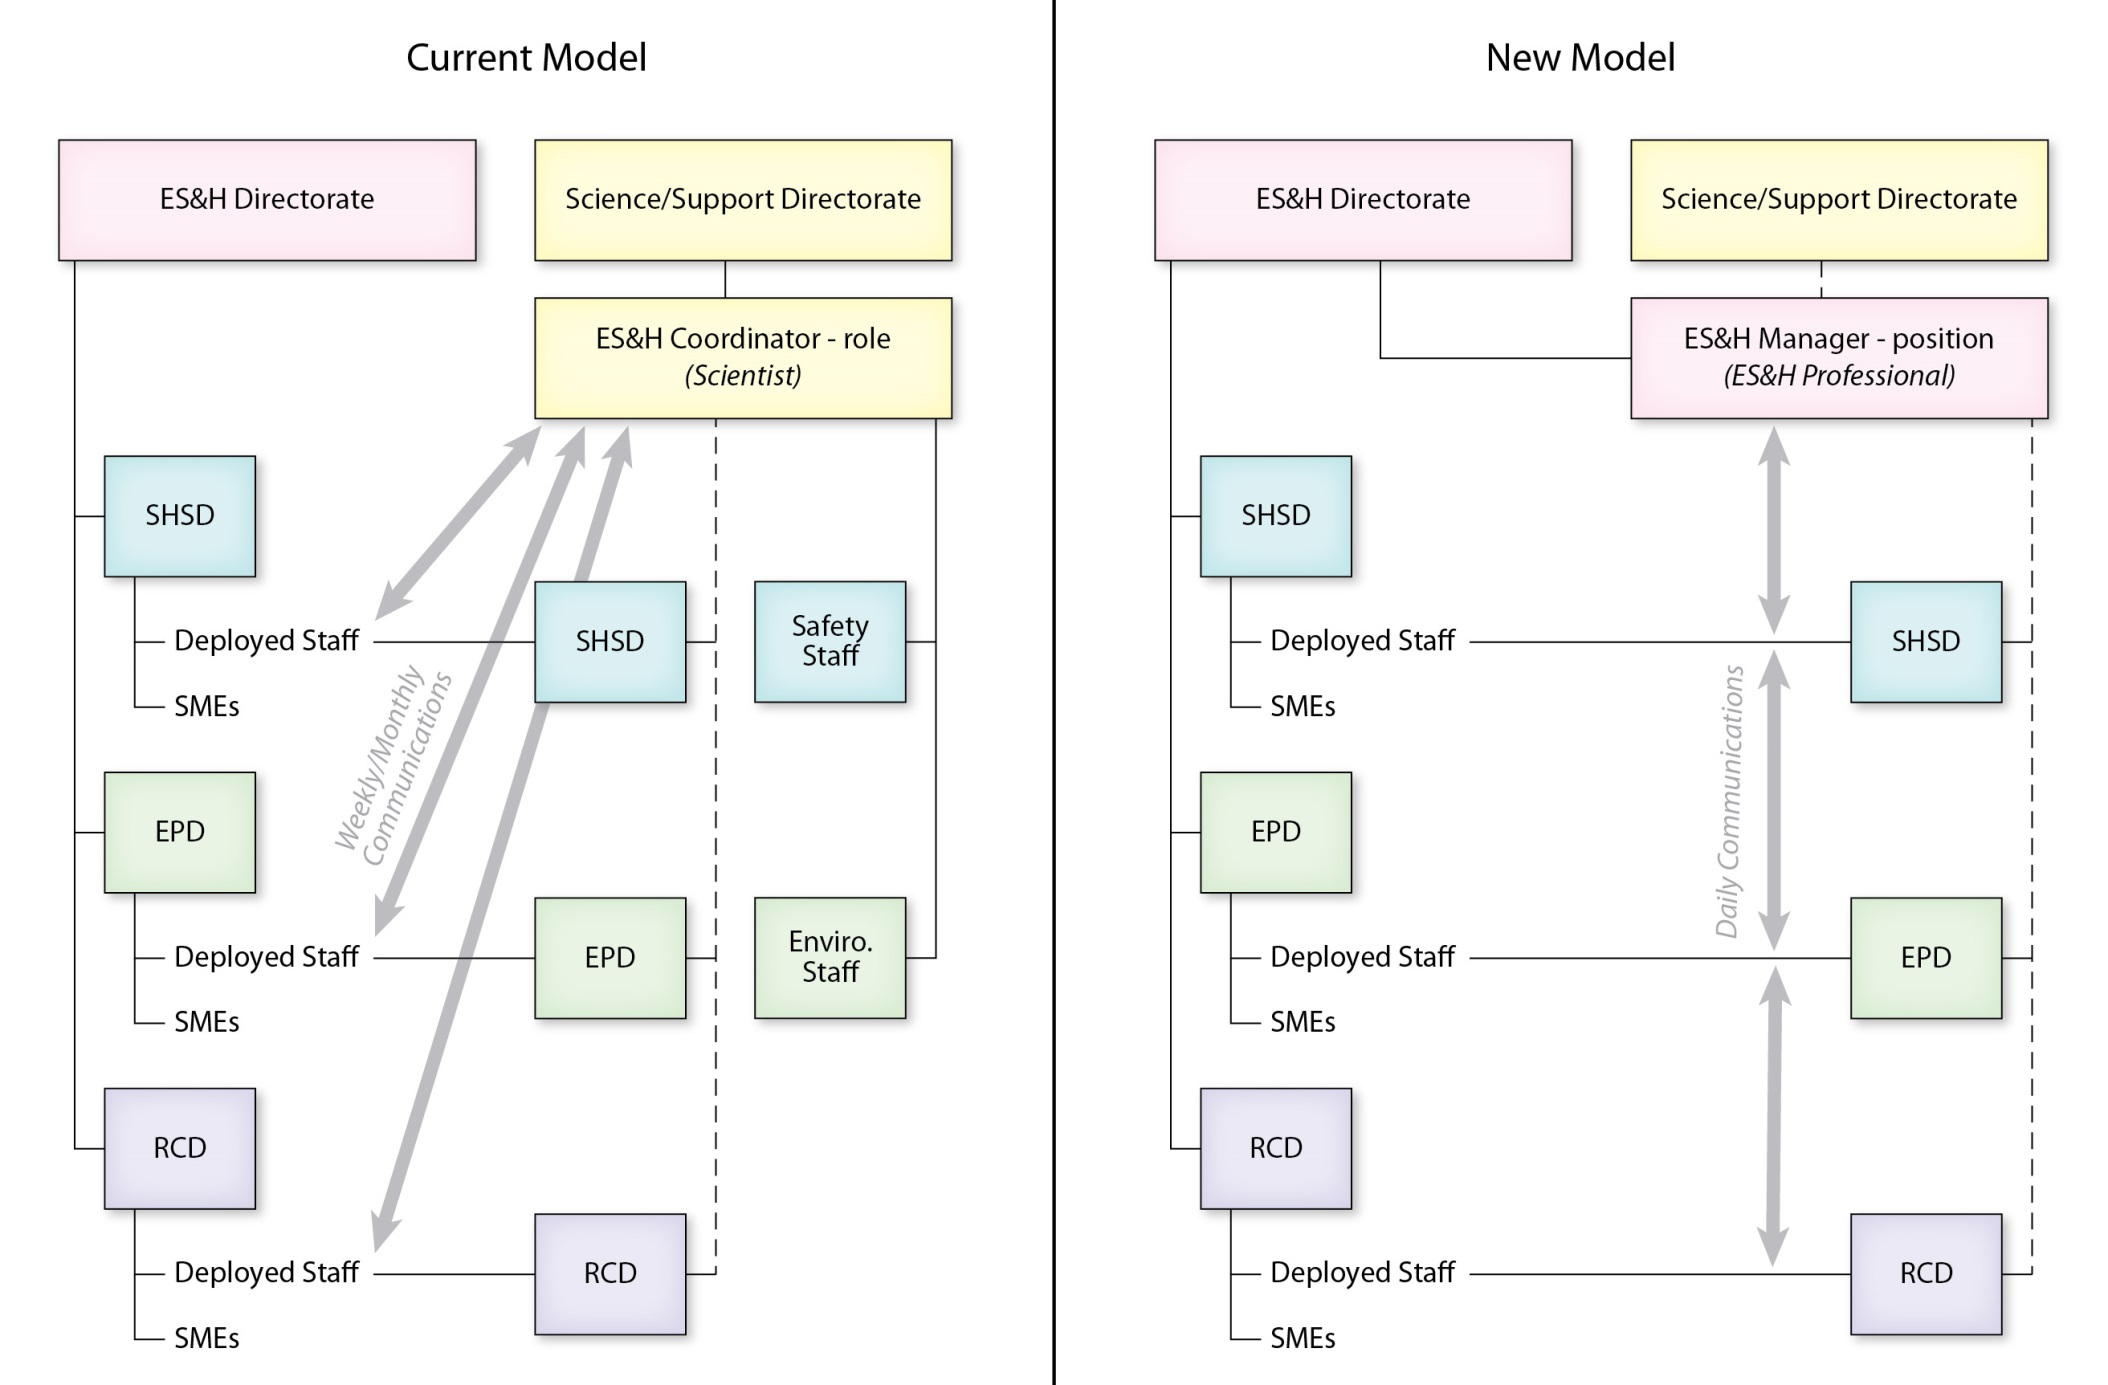 Current Model
ES&H Directorate
Science/Support Directorate
ES&H Coordinator - role
(Scientist)
SHSD
Deployed Staff
SHSD
Safety
Staff
SMEs
Weekly/Monthly
Communications
EPD
Deployed Staff
EPD
Enviro.
Staff
SMEs
RCD
Deployed Staff
RCD
SMEs
New Model
ES&H Directorate
Science/Support Directorate
ES&H Manager - position
(ES&H Professional)
SHSD
Deployed Staff
SHSD
SMEs
Daily Communications
EPD
Deployed Staff
EPD
SMEs
RCD
Deployed Staff
RCD
SMEs